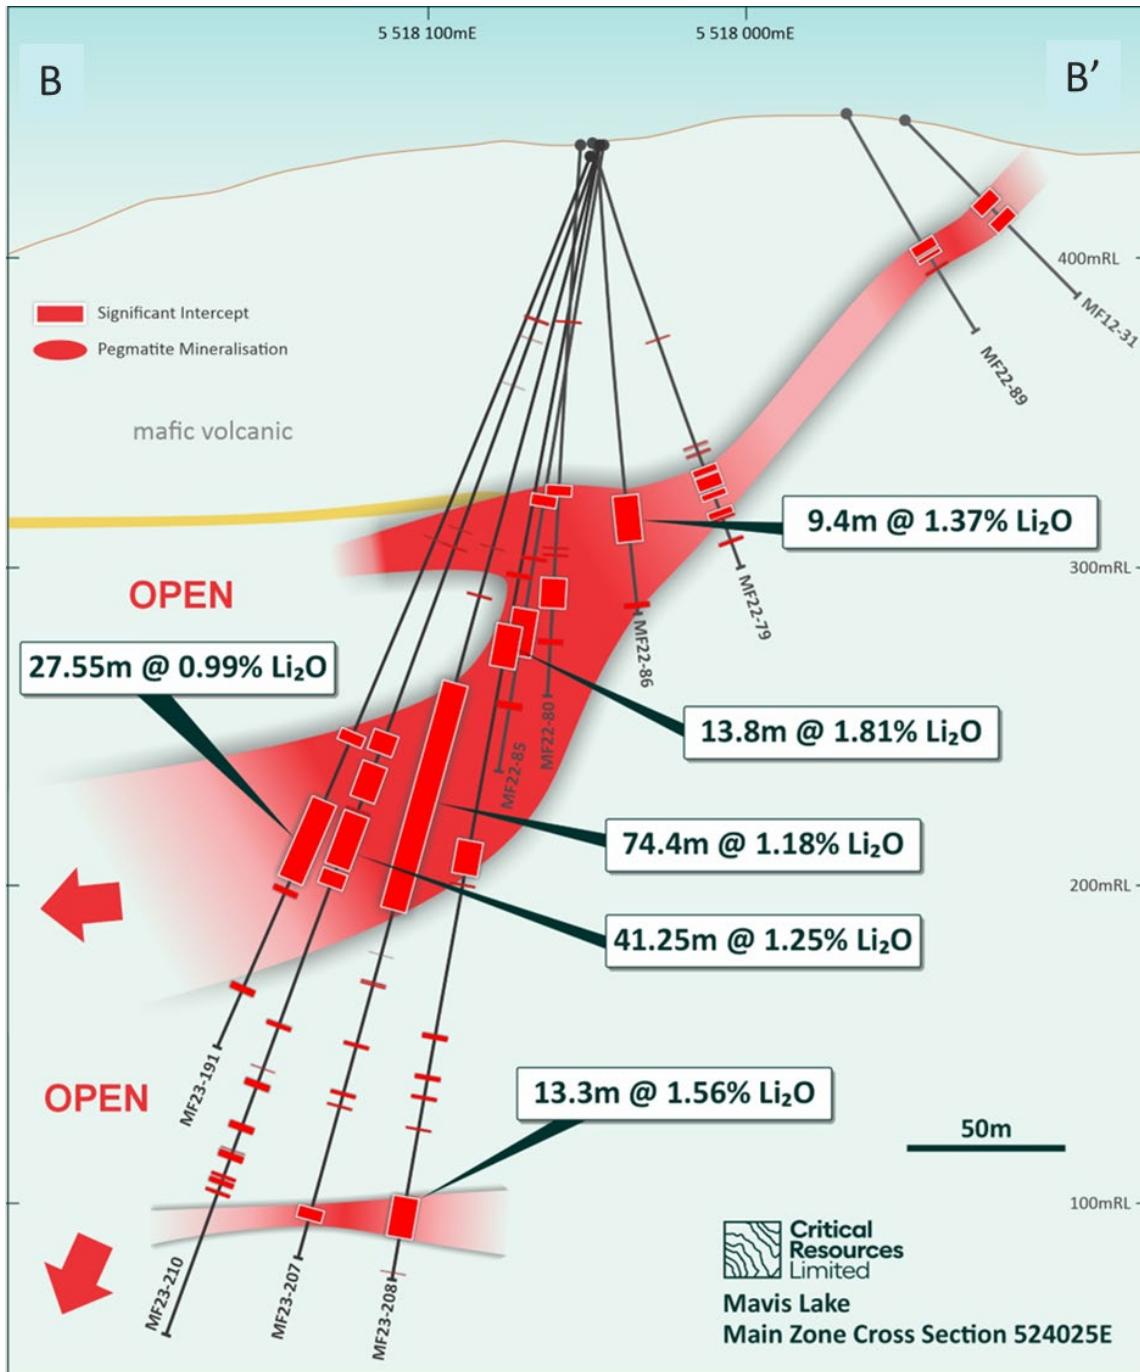 5 518 100mE
5 518 000mE
B
B’
400mRL
Significant Intercept
Pegmatite Mineralisation
MF12-31
MF22-89
mafic volcanic
9.4m @ 1.37% Li₂O
300mRL
OPEN
MF22-79
MF22-86
27.55m @ 0.99% Li₂O
13.8m @ 1.81% Li₂O
MF22-80
MF22-85
74.4m @ 1.18% Li₂O
200mRL
41.25m @ 1.25% Li₂O
MF23-191
OPEN
13.3m @ 1.56% Li₂O
50m
100mRL
Critical
Resources
Limited
MF23-210
MF23-207
MF23-208
Mavis Lake
Main Zone Cross Section 524025E